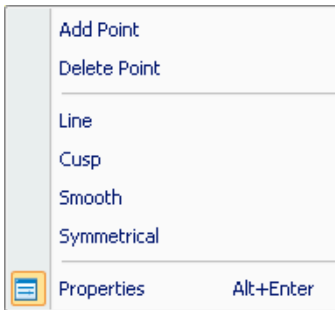 Add Point
Delete Point
Line
Cusp
Smooth
Symmetrical
Properties Alt+Enter